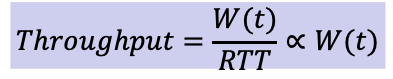 Throughput = W(t)/RTT ∝ W(t)